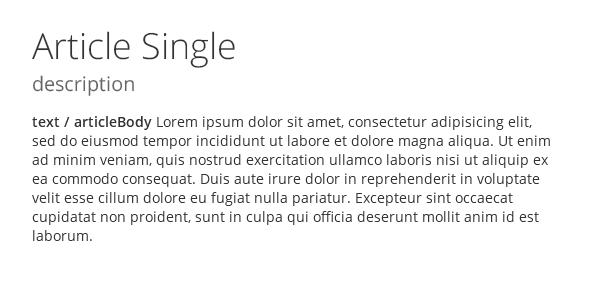 Article Single
description
text / articleBody Lorem ipsum dolor sit amet, consectetur adipisicing elit,
sed do eiusmod tempor incididunt ut labore et dolore magna aliqua. Ut enim
ad minim veniam, quis nostrud exercitation ullamco laboris nisi ut aliquip ex
ea commodo consequat. Duis aute irure dolor in reprehenderit in voluptate
velit esse cillum dolore eu fugiat nulla pariatur. Excepteur sint occaecat
cupidatat non proident, sunt in culpa qui officia deserunt mollit anim id est
laborum.